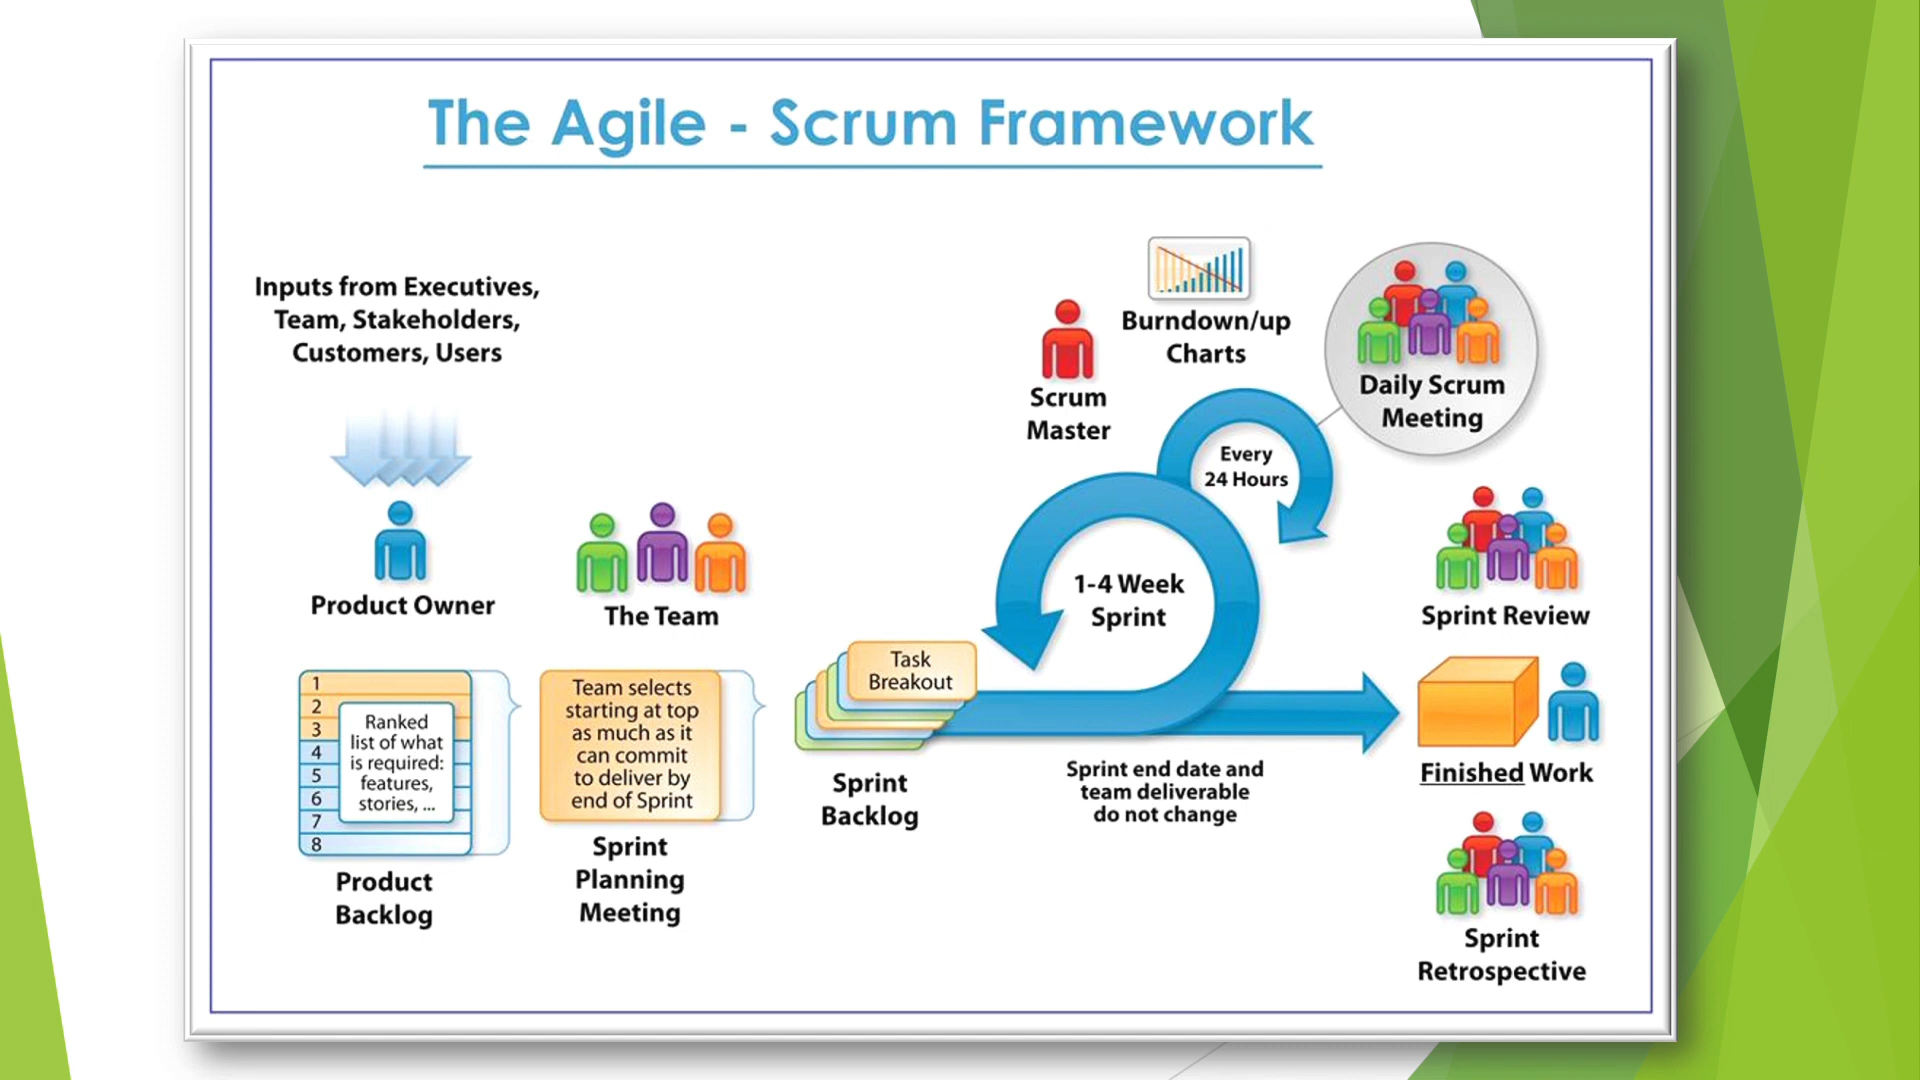 The Agile - Scrum Framework
Inputs from Executives,
Team, Stakeholders,
Customers, Users
Product Owner
The Team
1
2
3
4
5
6
7
8
Ranked
list of what
is required:
features,
stories, ...
Product
Backlog
Team selects
starting at top
as much as it
can commit
to deliver by
end of Sprint
Sprint
Planning
Meeting
Task
Breakout
Sprint
Backlog
Scrum
Master
Burndown/up
Charts
1-4 Week
Sprint
Every
24 Hours
Daily Scrum
Meeting
Sprint end date and
team deliverable
do not change
Sprint Review
Finished Work
Sprint
Retrospective